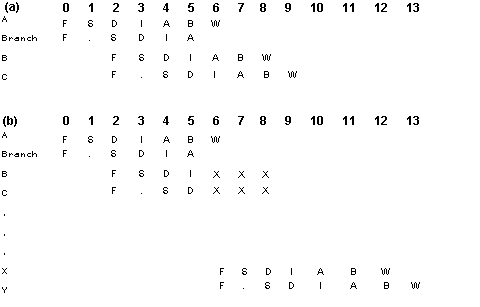 (a) 0 1 2 3 4 5 6 7 8 9 10 11 12 13
A F S D I A B W
Branch F . S D I A
B F S D I A B W
C F . S D I A B W
(b) 0 1 2 3 4 5 6 7 8 9 10 11 12 13
A F S D I A B W
Branch F . S D I A
B F S D I X X X
C F . S D X X X
.
.
.
X F S D I A B W
Y F . S D I A B W